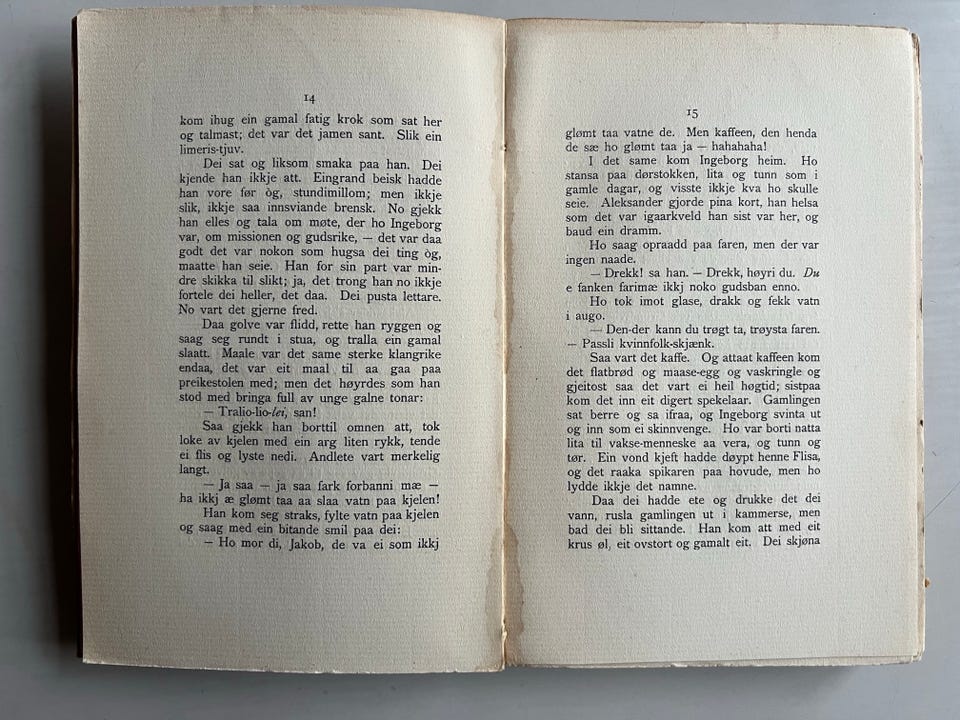 14
kom ihug ein gamal fatig krok som sat her
og talmast; det var det jamen sant. Slik ein
limeris-tjuv.
Dei sat og liksom smaka paa han. Dei
kjende han ikkje att. Eingrand beisk hadde
han vore før òg, stundimillom; men ikkje
slik, ikkje saa innsviande brensk. No gjekk
han elles og tala om møte, der ho Ingeborg
var, om missionen og gudsrike, — det var daa
godt det var nokon som hugsa dei ting òg,
maatte han seie. Han for sin part var min-
dre skikka til slikt; ja, det trong han no ikkje
fortele dei heller, det daa. Dei pusta lettare.
No vart det gjerne fred.
Daa golve var flidd, rette han ryggen og
saag seg rundt i stua, og tralla ein gamal
slaatt. Maale var det same sterke klangrike
endaa, det var eit maal til aa gaa paa
preikestolen med; men det høyrdes som han
stod med bringa full av unge galne tonar:
— Tralio-lio-lei, san!
Saa gjekk han borttil omnen att, tok
loke av kjelen med ein arg liten rykk, tende
ei flis og lyste nedi. Andlete vart merkelig
langt.
— Ja saa — ja saa fark forbanni mæ —
ha ikkj æ glømt taa aa slaa vatn paa kjelen!
Han kom seg straks, fylte vatn paa kjelen
og saag med ein bitande smil paa dei:
— Ho mor di, Jakob, de va ei som ikkj
15
glømt taa vatne de. Men kaffeen, den henda
de sæ ho glømt taa ja — hahahaha!
I det same kom Ingeborg heim. Ho
stansa paa dørstokken, lita og tunn som i
gamle dagar, og visste ikkje kva ho skulle
seie. Aleksander gjorde pina kort, han helsa
som det var igaarkveld han sist var her, og
baud ein dramm.
Ho saag opraadd paa faren, men der var
ingen naade.
— Drekk! sa han. — Drekk, høyri du. Du
e fanken farimæ ikkj noko gudsban enno.
Ho tok imot glase, drakk og fekk vatn
i augo.
— Den-der kann du trøgt ta, trøysta faren.
— Passli kvinnfolk-skjænk.
Saa vart det kaffe. Og attaat kaffeen kom
det flatbrød og maase-egg og vaskringle og
gjeitost saa det vart ei heil høgtid; sistpaa
kom det inn eit digert spekelaar. Gamlingen
sat berre og sa ifraa, og Ingeborg svinta ut
og inn som ei skinnvenge. Ho var borti natta
lita til vakse-menneske aa vera, og tunn og
tør. Ein vond kjeft hadde døypt henne Flisa,
og det raaka spikaren paa hovude, men ho
lydde ikkje det namne.
Daa dei hadde ete og drukke det dei
vann, rusla gamlingen ut i kammerse, men
bad dei bli sittande. Han kom att med eit
krus øl, eit ovstort og gamalt eit. Dei skjøna